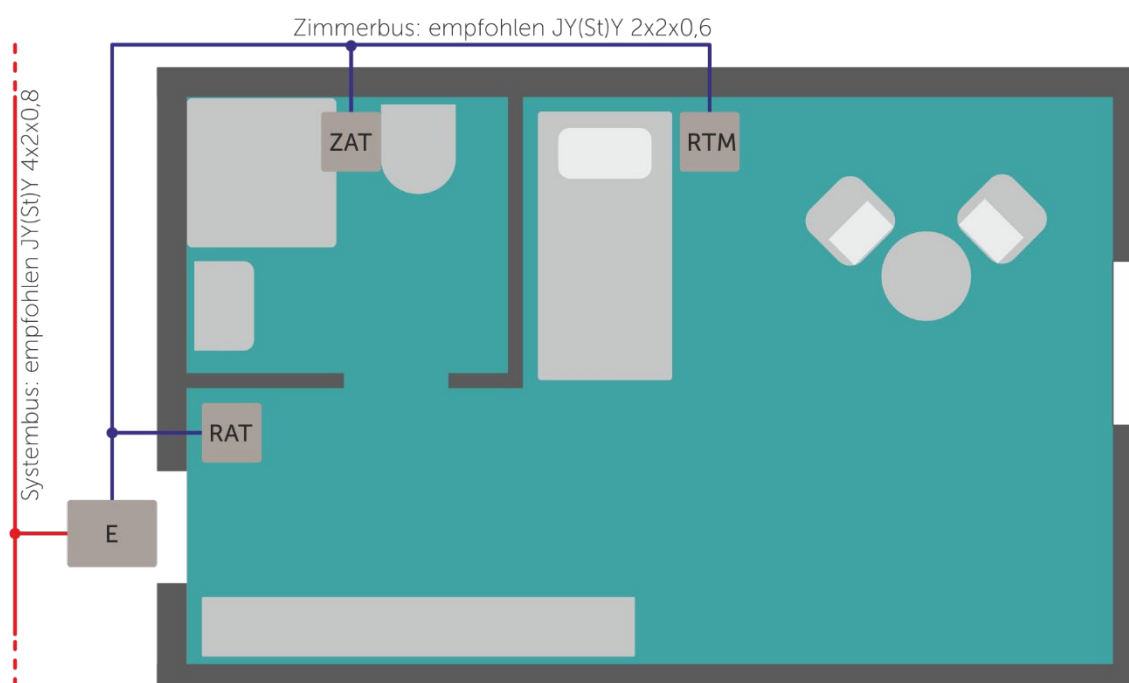 Zimmerbus: empfohlen JY(St)Y 2x2x0,6
Systembus: empfohlen JY(St)Y 4x2x0,8
ZAT
RTM
RAT
E